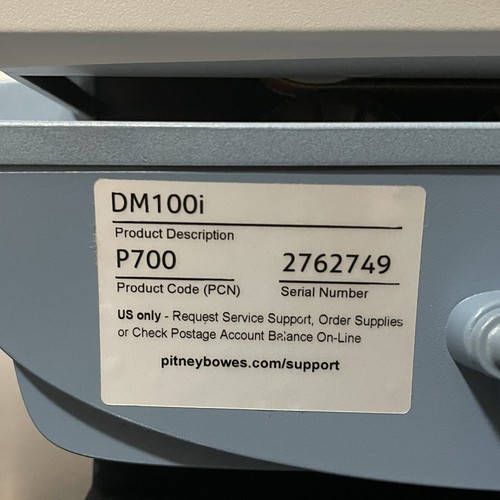 DM100i
Product Description
P700 2762749
Product Code (PCN) Serial Number
US only - Request Service Support, Order Supplies
or Check Postage Account Balance On-Line
pitneybowes.com/support